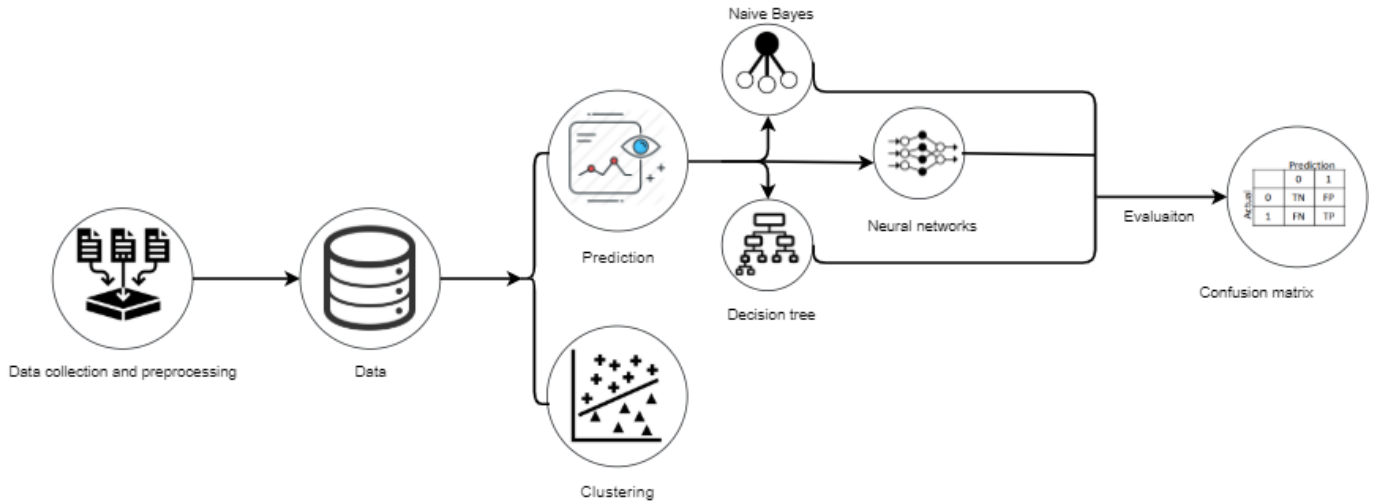 Naive Bayes
Prediction
0 1
Actual
0 TN FP
1 FN TP
Neural networks
Evaluaiton
Prediction
Confusion matrix
Decision tree
Data collection and preprocessing
Data
Clustering